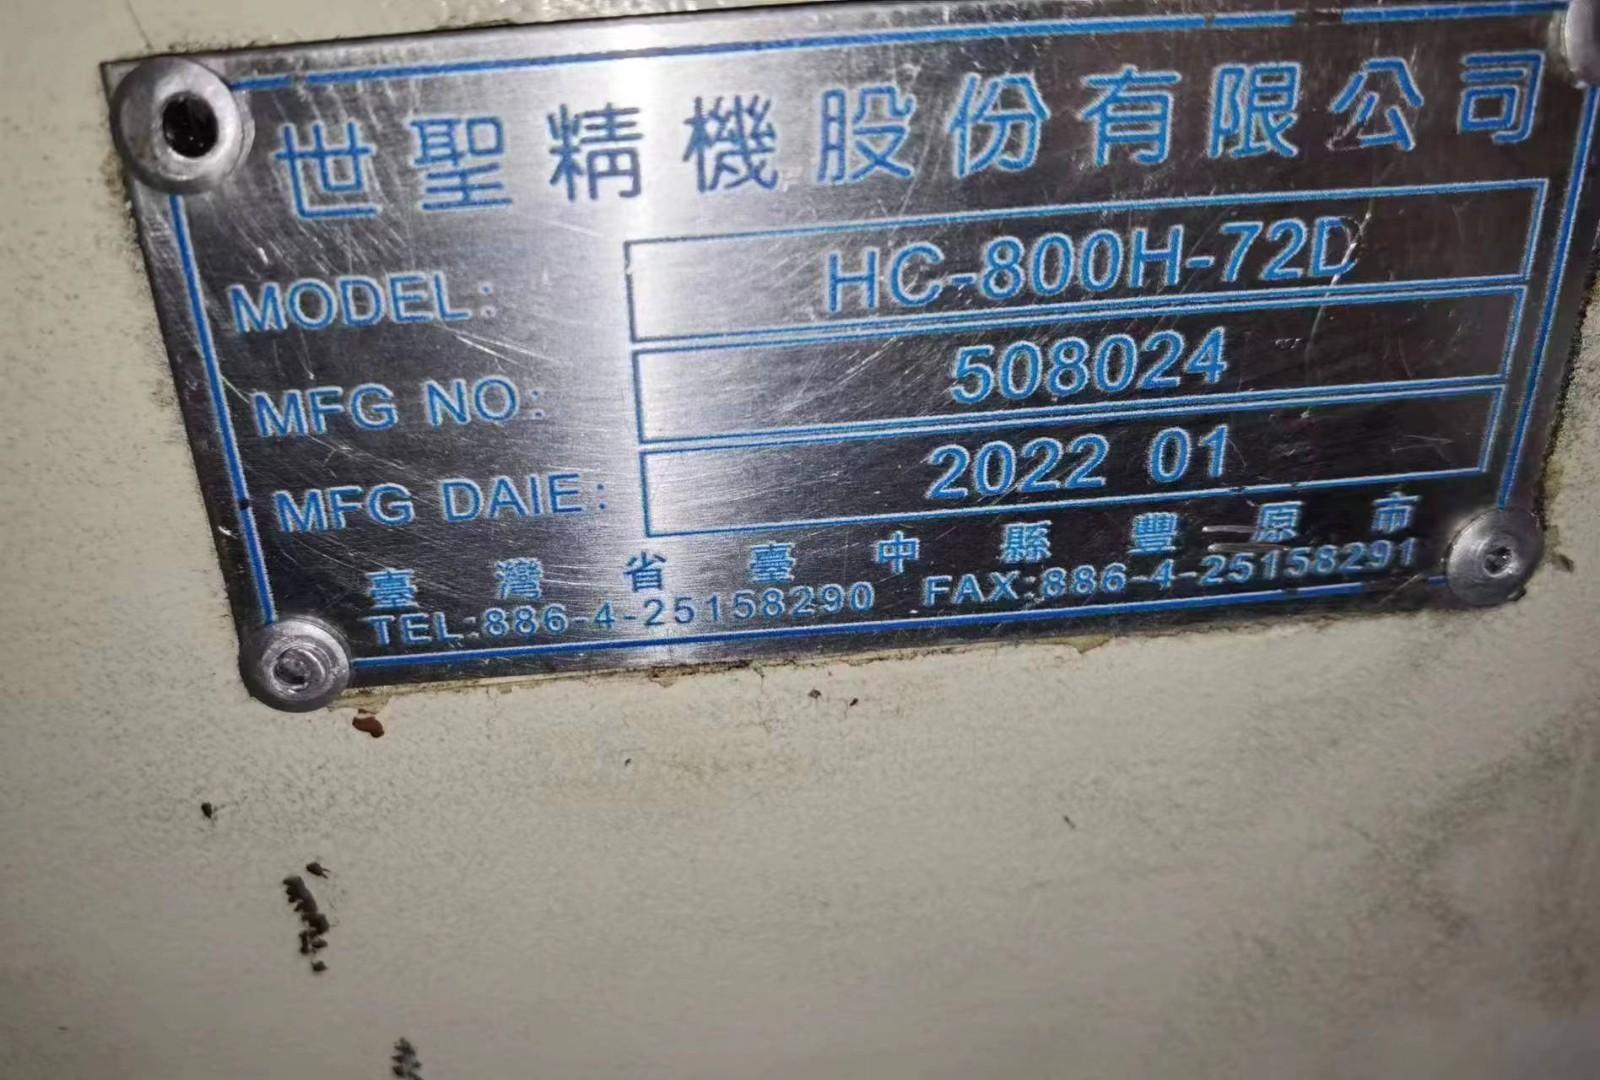 世聖精機股份有限公司
MODEL: HC-800H-72D
MFG NO: 508024
MFG DAIE: 2022 01
臺灣省臺中縣豐原市
TEL:886-4-25158290 FAX:886-4-25158291